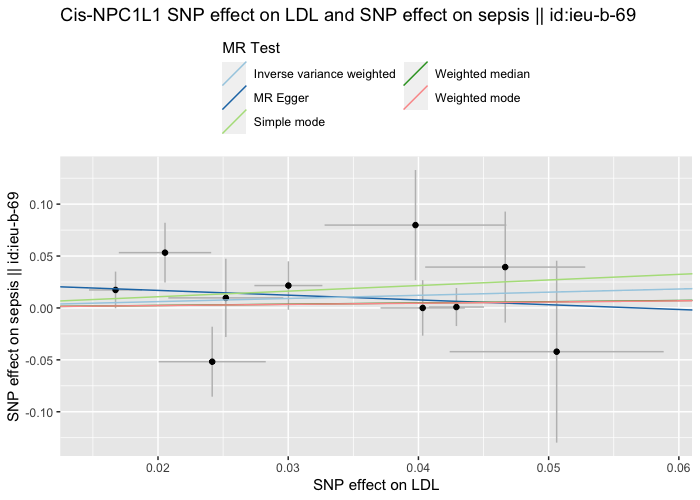 Cis-NPC1L1 SNP effect on LDL and SNP effect on sepsis || id:ieu-b-69
MR Test
Inverse variance weighted
Weighted median
MR Egger
Weighted mode
Simple mode
SNP effect on sepsis || id:ieu-b-69
0.10
0.05
0.00
-0.05
-0.10
0.02
0.03
0.04
0.05
0.06
SNP effect on LDL